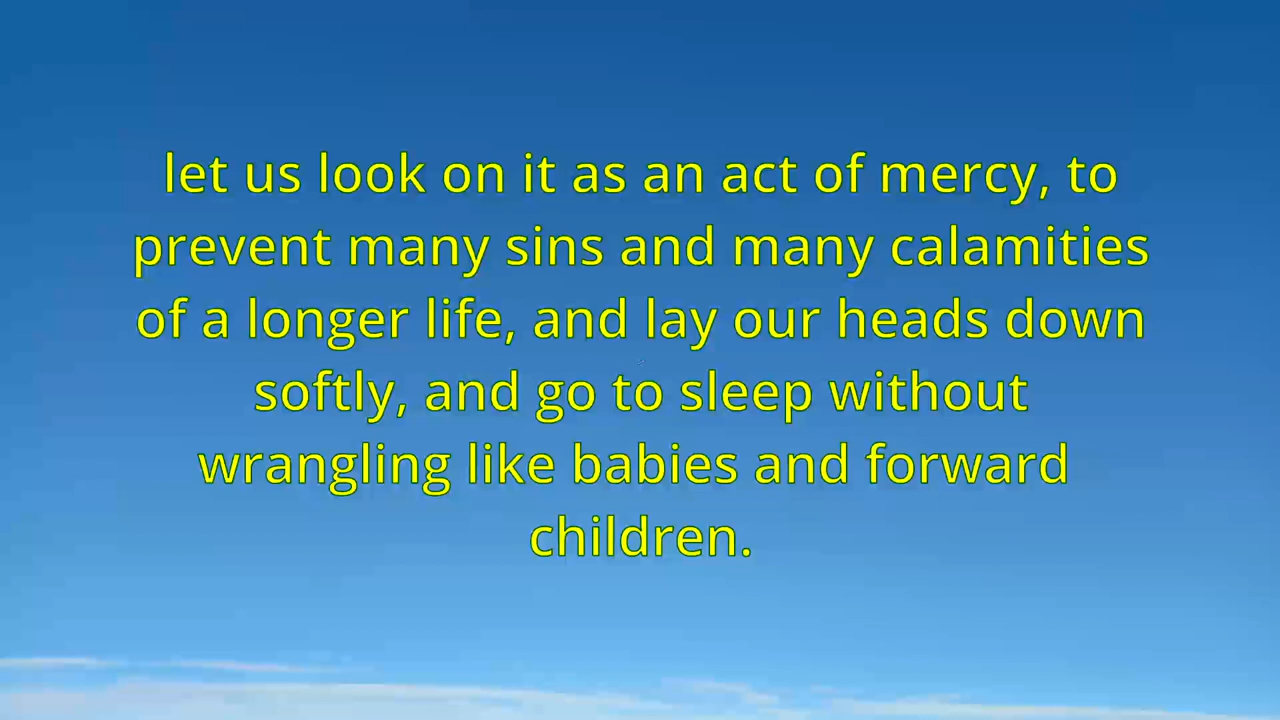 let us look on it as an act of mercy, to
prevent many sins and many calamities
of a longer life, and lay our heads down
softly, and go to sleep without
wrangling like babies and forward
children.